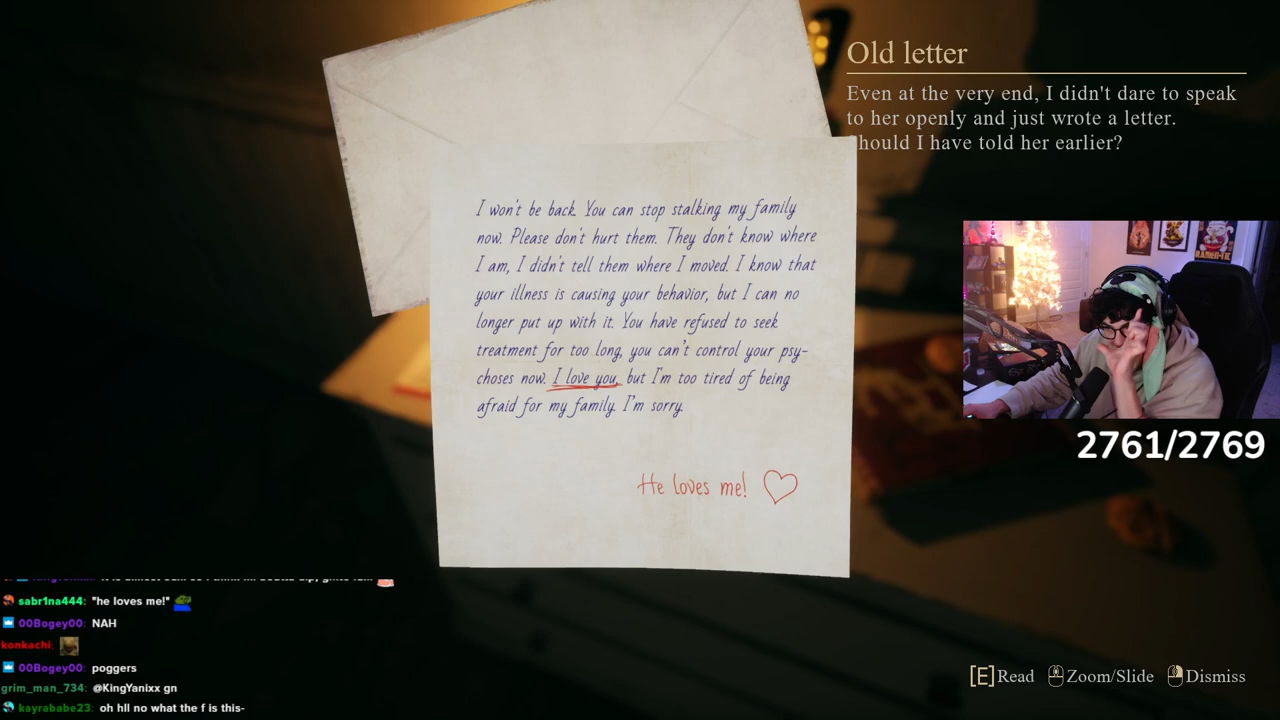 Old letter
Even at the very end, I didn't dare to speak
to her openly and just wrote a letter.
hould I have told her earlier?
I won't be back. You can stop stalking my family
now. Please don't hurt them. They don't know where
I am, I didn't tell them where I moved. I know that
your illness is causing your behavior, but I can no
longer put up with it. You have refused to seek
treatment for too long, you can't control your psy-
choses now. I love you, but I'm too tired of being
afraid for my family. I'm sorry.
He loves me!
2761/2769
sabr1na444: "he loves me!"
00Bogey00: NAH
konkachi:
00Bogey00: poggers
grim_man_734: @KingYanixx gn
kayrababe23: oh hll no what the f is this-
[E]Read Zoom/Slide Dismiss